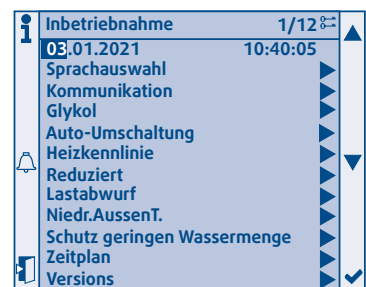 Inbetriebnahme 1/12
03.01.2021 10:40:05
Sprachauswahl
Kommunikation
Glykol
Auto-Umschaltung
Heizkennlinie
Reduziert
Lastabwurf
Niedr.AussenT.
Schutz geringen Wassermenge
Zeitplan
Versions